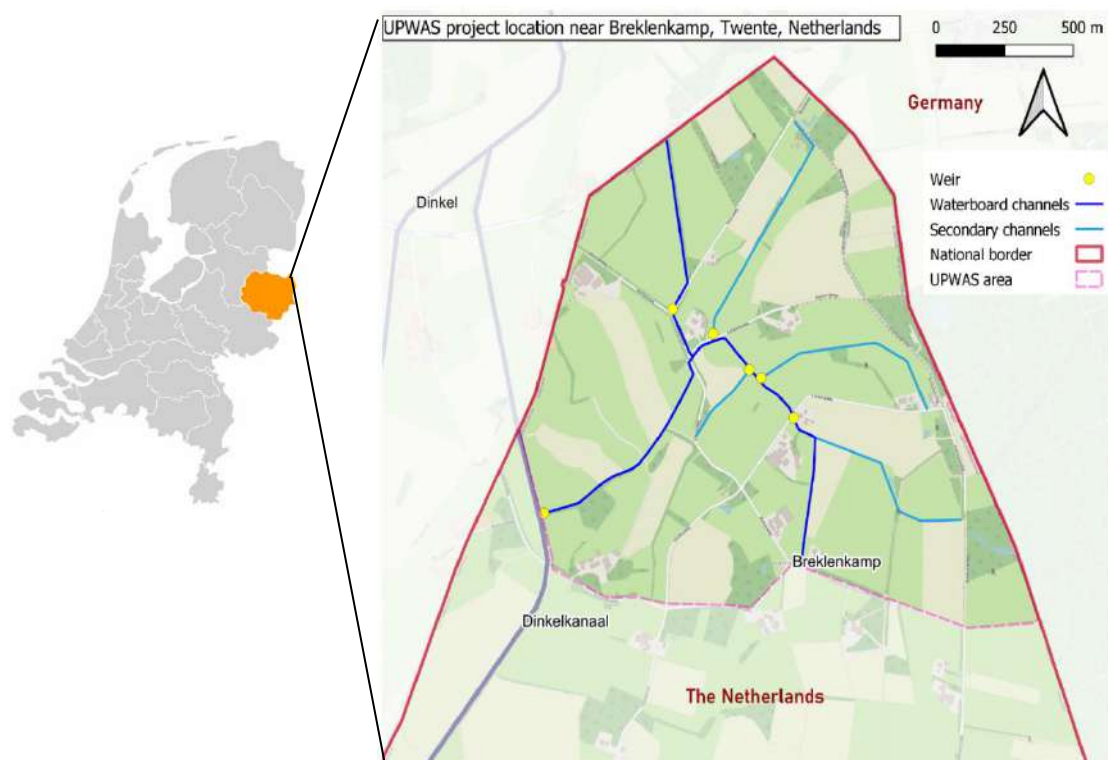 UPWAS project location near Breklenkamp, Twente, Netherlands
0 250 500 m
Germany
Weir
Waterboard channels
Secondary channels
National border
UPWAS area
Dinkel
Breklenkamp
Dinkelkanaal
The Netherlands